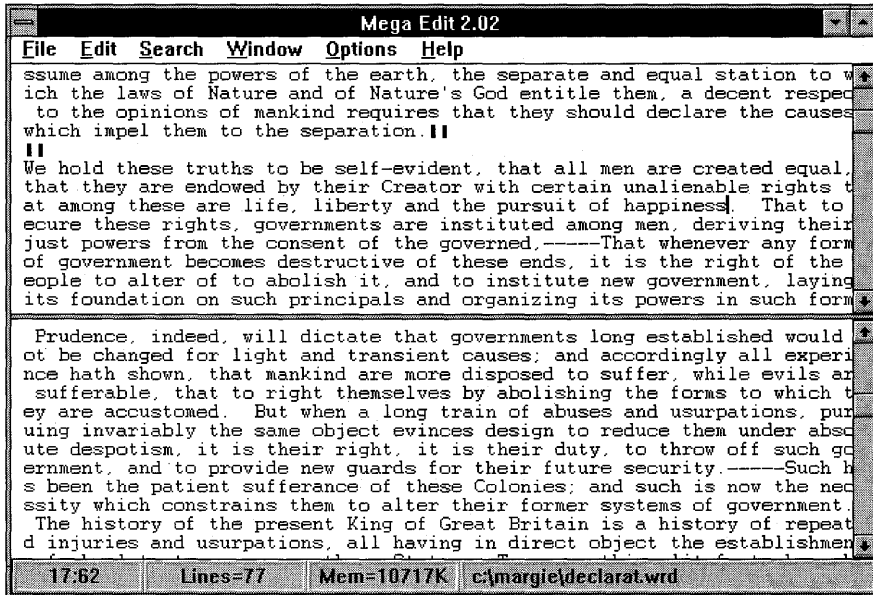 Mega Edit 2.02
File Edit Search Window Options Help
ssume among the powers of the earth, the separate and equal station to w
ich the laws of Nature and of Nature's God entitle them, a decent respec
to the opinions of mankind requires that they should declare the causes
which impel them to the separation.
We hold these truths to be self-evident, that all men are created equal,
that they are endowed by their Creator with certain unalienable rights t
at among these are life, liberty and the pursuit of happiness. That to
ecure these rights, governments are instituted among men, deriving their
just powers from the consent of the governed,-----That whenever any form
of government becomes destructive of these ends, it is the right of the
eople to alter of to abolish it, and to institute new government, laying
its foundation on such principals and organizing its powers in such form
Prudence, indeed, will dictate that governments long established would
ot be changed for light and transient causes; and accordingly all experi
nce hath shown, that mankind are more disposed to suffer, while evils ar
sufferable, that to right themselves by abolishing the forms to which t
ey are accustomed. But when a long train of abuses and usurpations, pur
uing invariably the same object evinces design to reduce them under abso
ute despotism, it is their right, it is their duty, to throw off such go
ernment, and to provide new guards for their future security.-----Such h
s been the patient sufferance of these Colonies; and such is now the nec
ssity which constrains them to alter their former systems of government.
The history of the present King of Great Britain is a history of repeat
d injuries and usurpations, all having in direct object the establishmen
17:62 Lines=77 Mem=10717K c:\margie\declarat.wrd